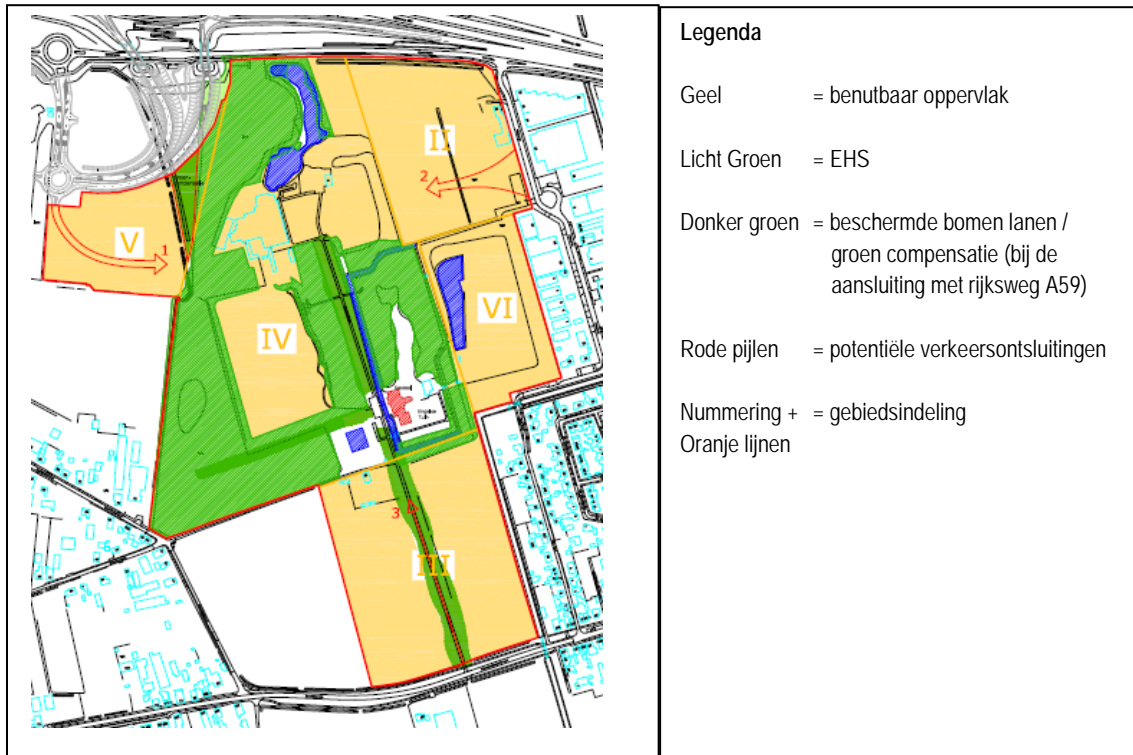 II
2
V
1
IV
VI
3
III
Legenda
Geel = benutbaar oppervlak
Licht Groen = EHS
Donker groen = beschermde bomen lanen /
groen compensatie (bij de
aansluiting met rijksweg A59)
Rode pijlen = potentiële verkeersontsluitingen
Nummering + = gebiedsindeling
Oranje lijnen